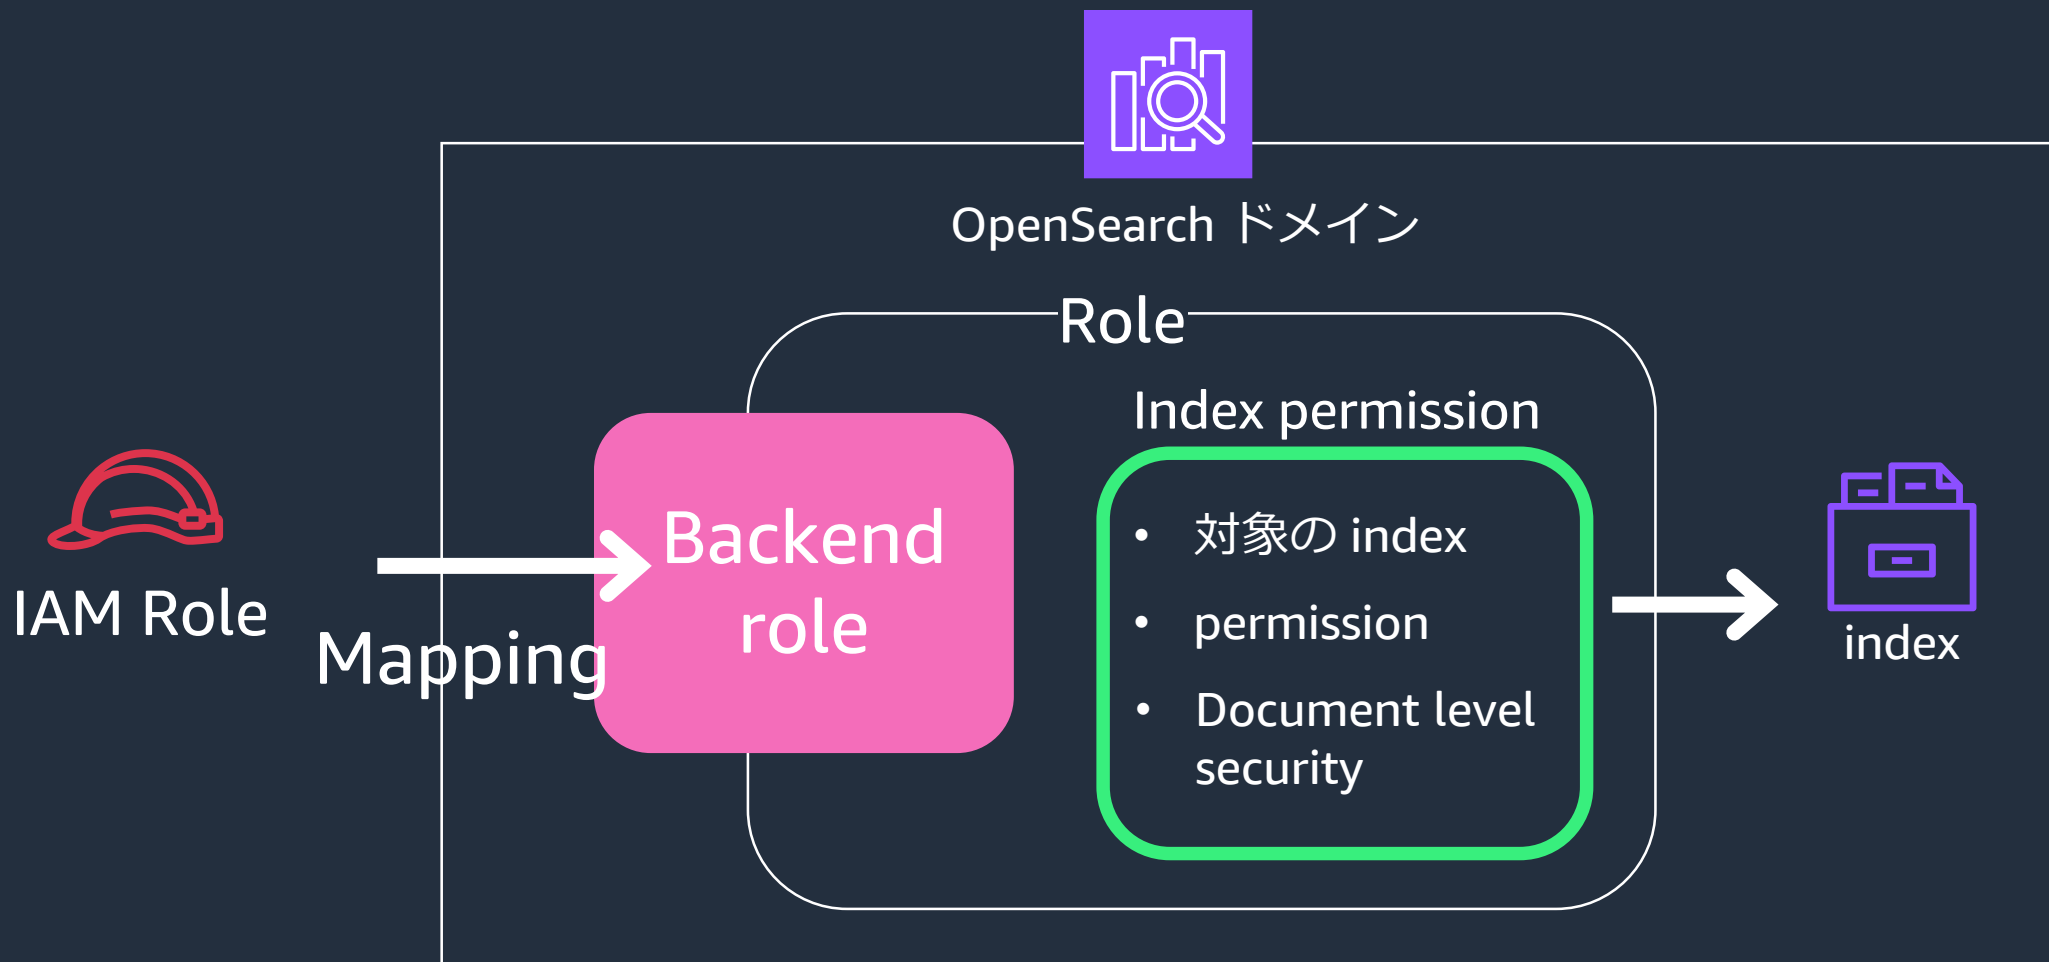 OpenSearch ドメイン
Role
Index permission
IAM Role
Mapping
Backend
role
• 対象の index
• permission
• Document level
security
index